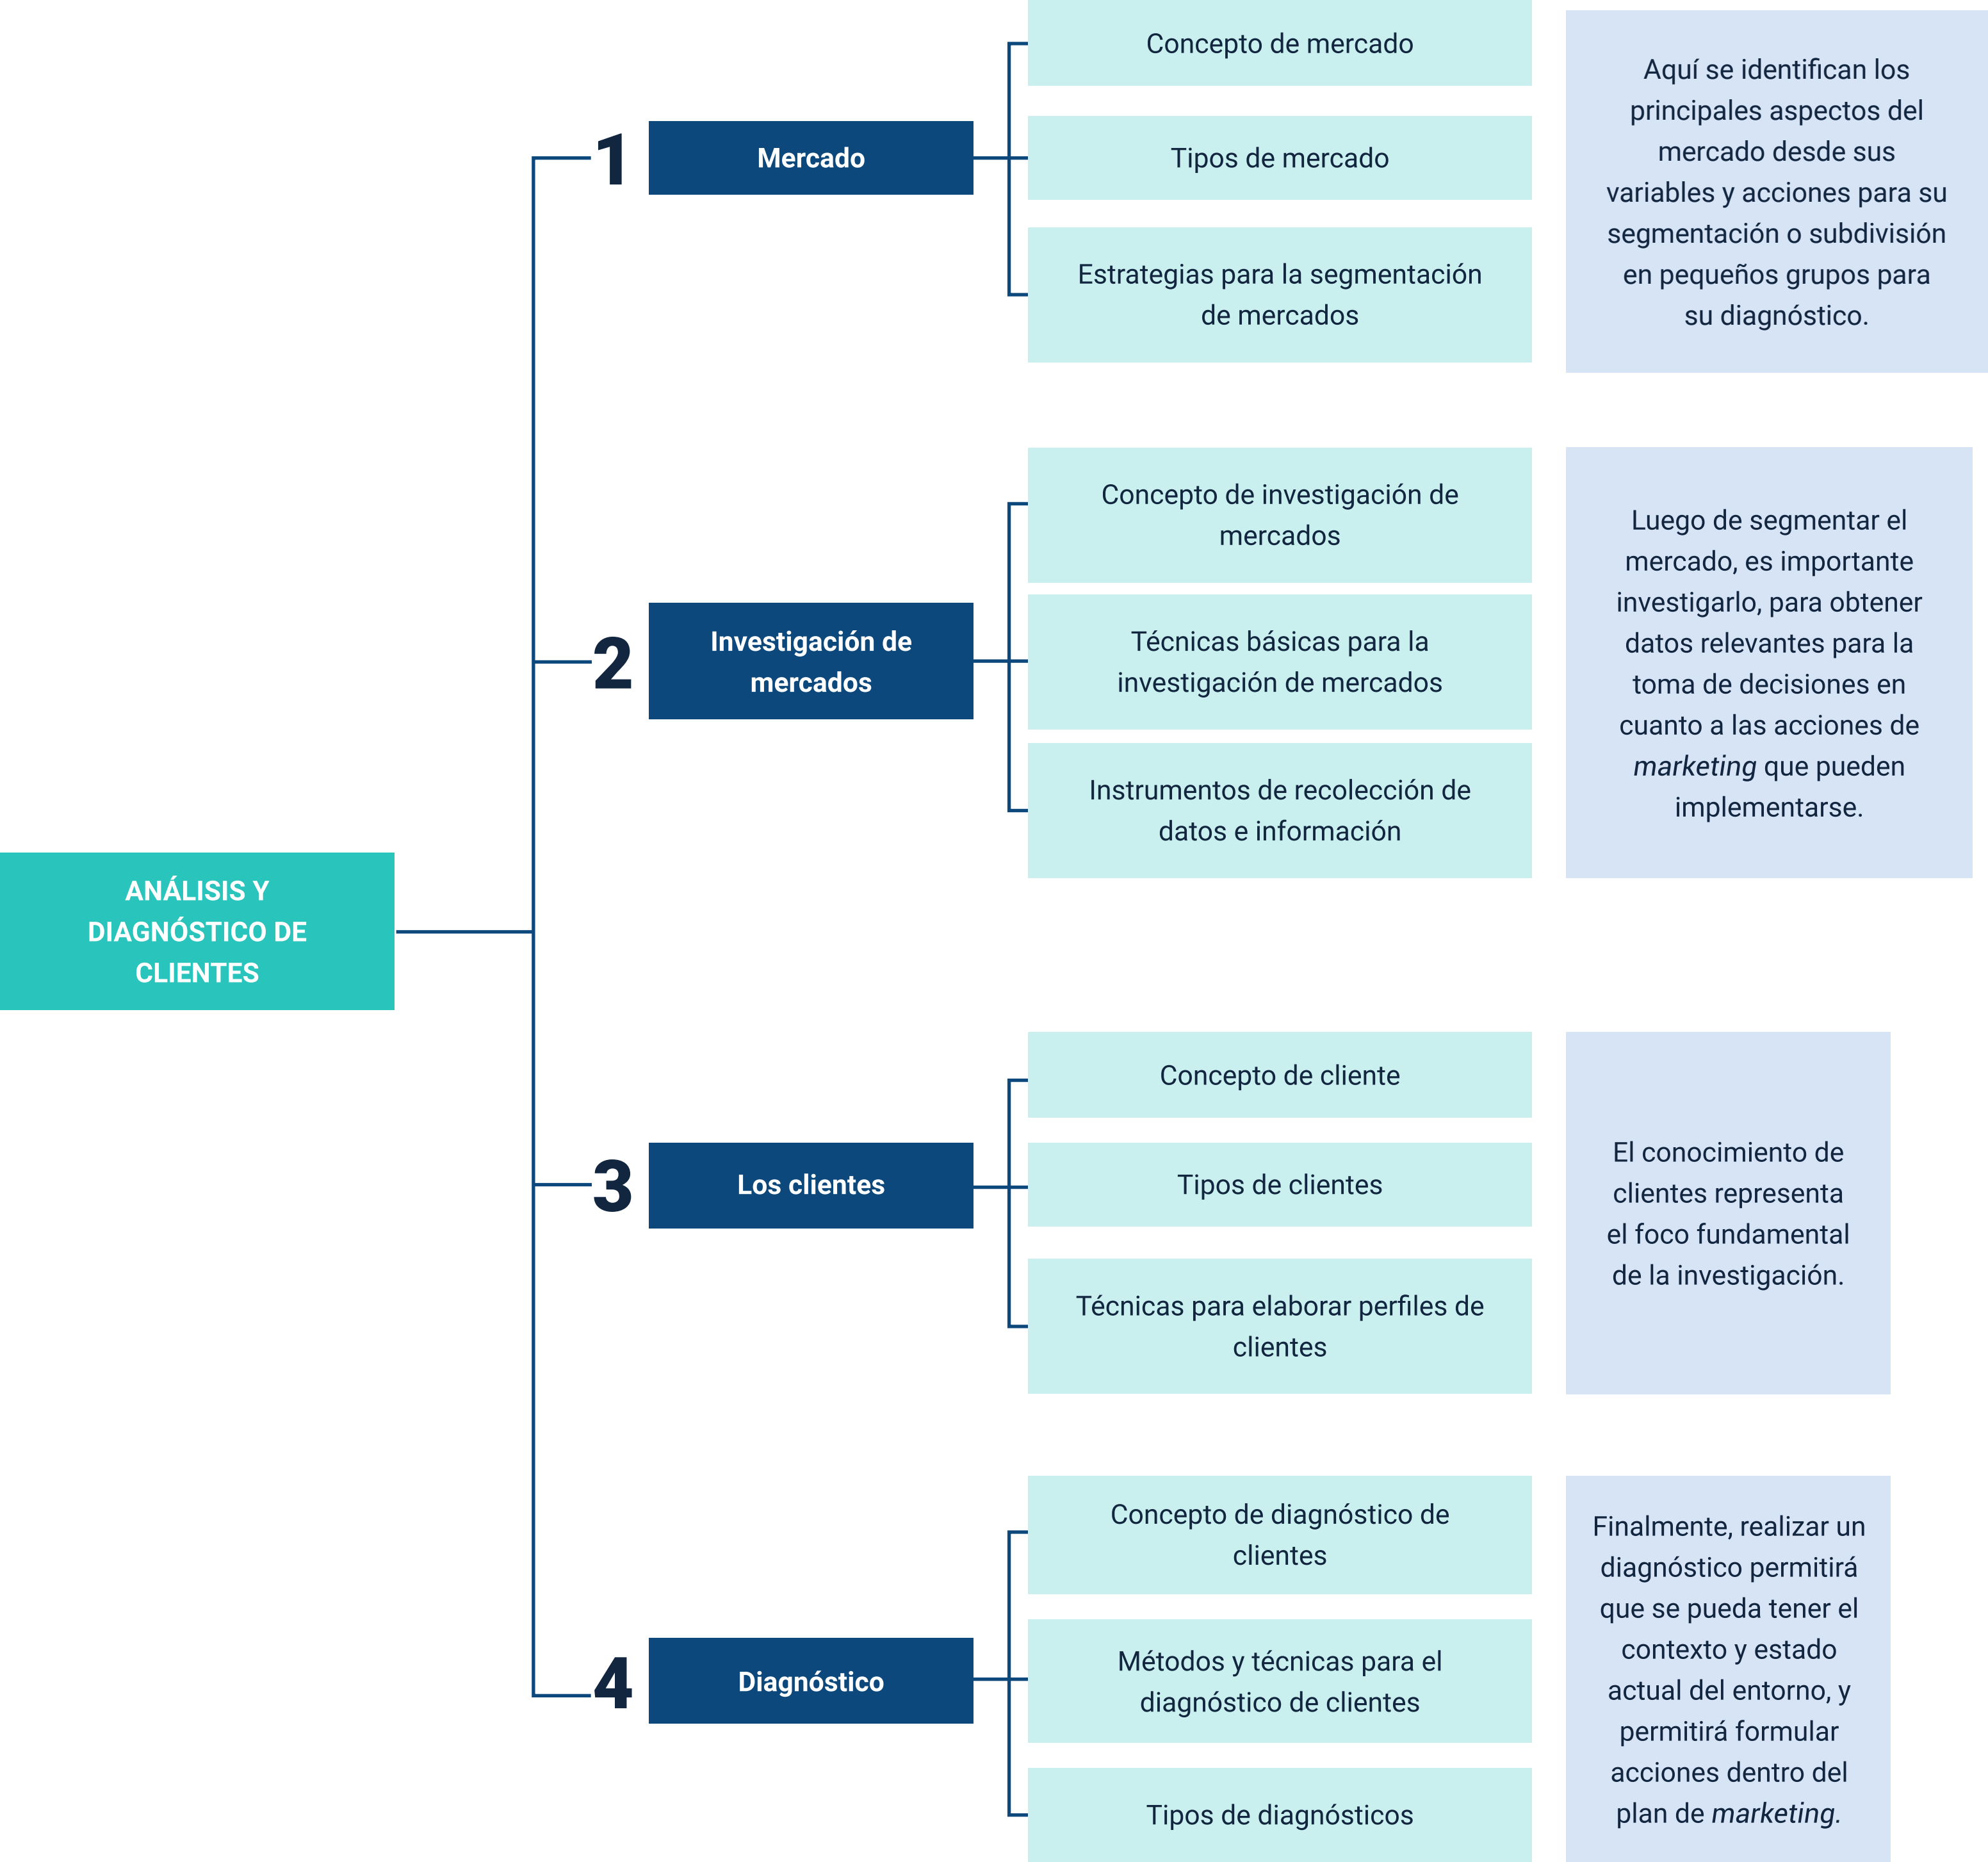 ANÁLISIS Y
DIAGNÓSTICO DE
CLIENTES
1
Mercado
Concepto de mercado
Tipos de mercado
Estrategias para la segmentación
de mercados
Aquí se identifican los
principales aspectos del
mercado desde sus
variables y acciones para su
segmentación o subdivisión
en pequeños grupos para
su diagnóstico.
2
Investigación de
mercados
Concepto de investigación de
mercados
Técnicas básicas para la
investigación de mercados
Instrumentos de recolección de
datos e información
Luego de segmentar el
mercado, es importante
investigarlo, para obtener
datos relevantes para la
toma de decisiones en
cuanto a las acciones de
marketing que pueden
implementarse.
3
Los clientes
Concepto de cliente
Tipos de clientes
Técnicas para elaborar perfiles de
clientes
El conocimiento de
clientes representa
el foco fundamental
de la investigación.
4
Diagnóstico
Concepto de diagnóstico de
clientes
Métodos y técnicas para el
diagnóstico de clientes
Tipos de diagnósticos
Finalmente, realizar un
diagnóstico permitirá
que se pueda tener el
contexto y estado
actual del entorno, y
permitirá formular
acciones dentro del
plan de marketing.